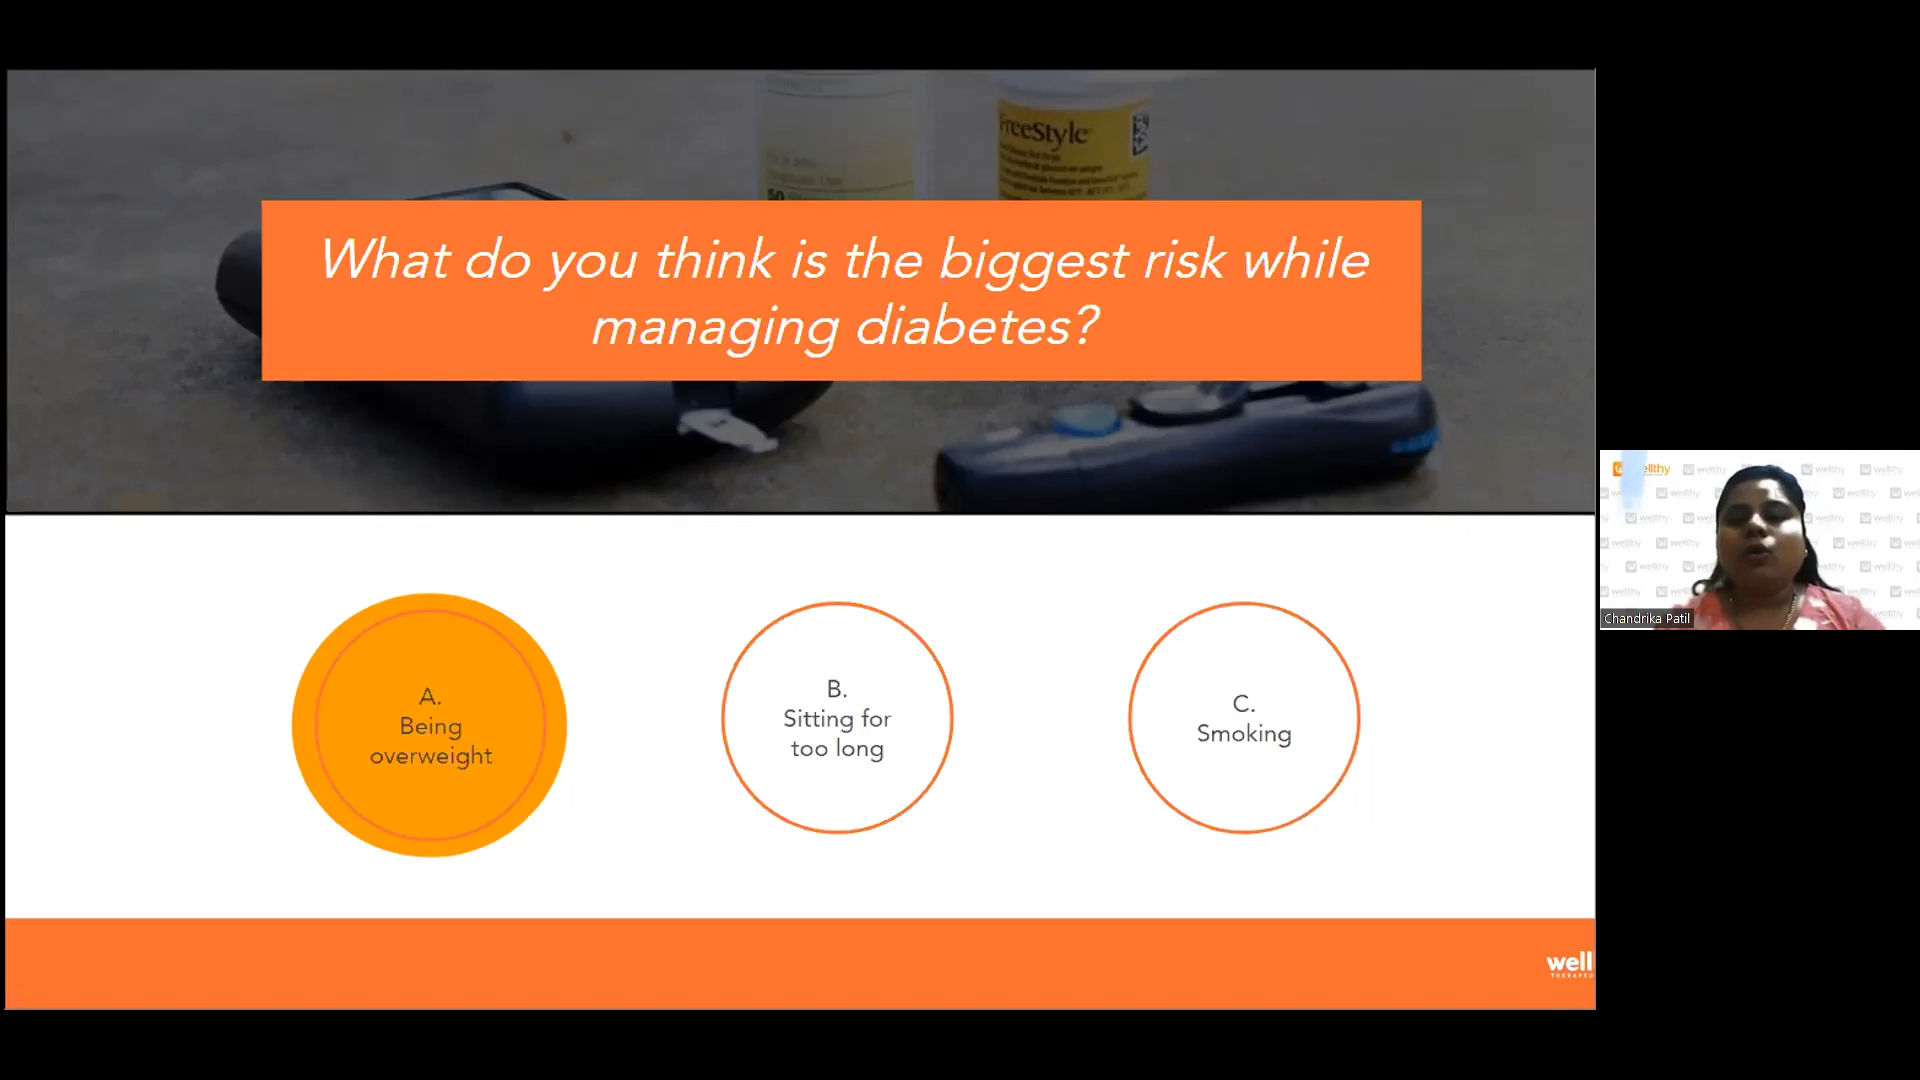 FreeStyle
What do you think is the biggest risk while
managing diabetes?
A.
Being
overweight
B.
Sitting for
too long
C.
Smoking
well
wellthy
Chandrika Patil